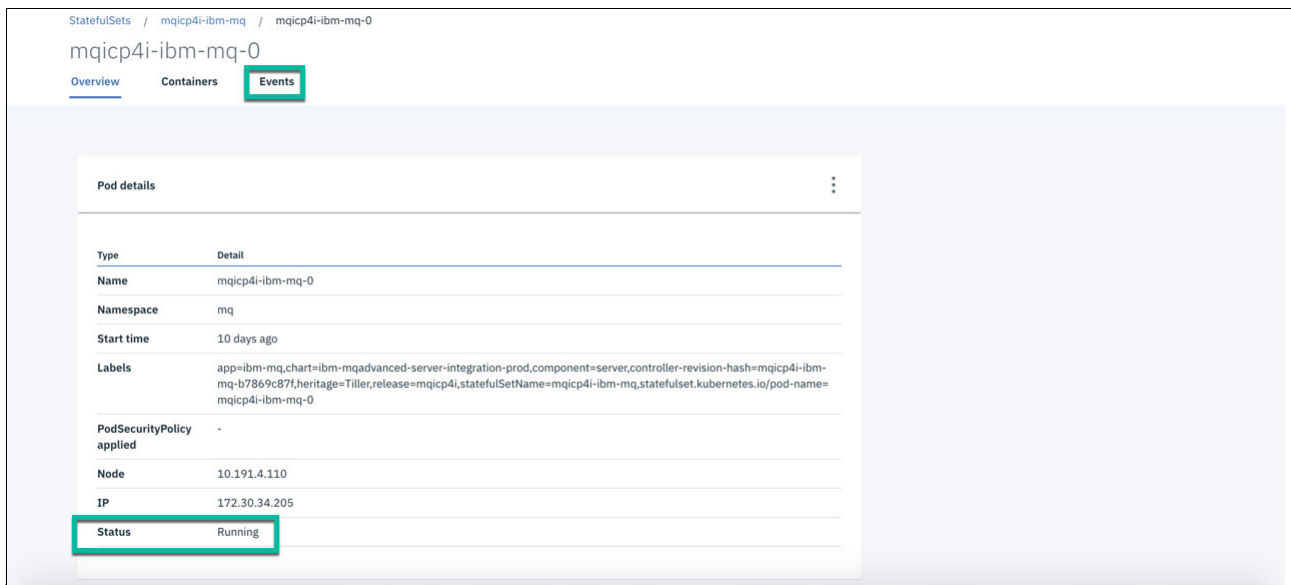 StatefulSets / mqicp4i-ibm-mq / mqicp4i-ibm-mq-0
mqicp4i-ibm-mq-0
Overview Containers Events
Pod details
Type Detail
Name mqicp4i-ibm-mq-0
Namespace mq
Start time 10 days ago
Labels app=ibm-mq,chart=ibm-mqadvanced-server-integration-prod,component=server,controller-revision-hash=mqicp4i-ibm-
mq-b7869c87f,heritage=Tiller,release=mqicp4i,statefulSetName=mqicp4i-ibm-mq,statefulset.kubernetes.io/pod-name=
mqicp4i-ibm-mq-0
PodSecurityPolicy -
applied
Node 10.191.4.110
IP 172.30.34.205
Status Running